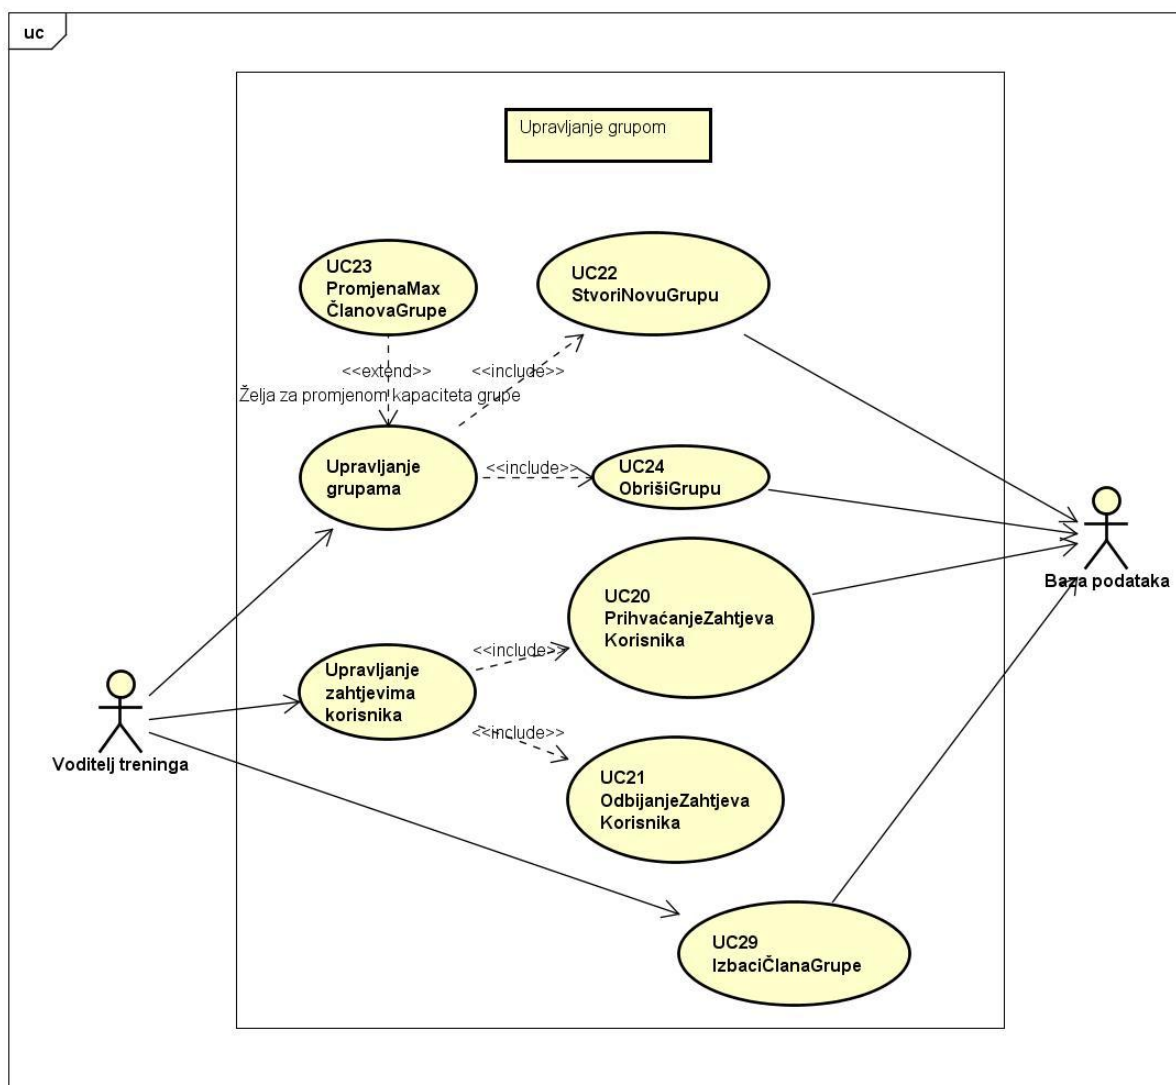 uc
Upravljanje grupom
UC23
PromjenaMax
ČlanovaGrupe
UC22
StvoriNovuGrupu
<<extend>>
<<include>>
Želja za promjenom kapaciteta grupe
Upravljanje
grupama
<<include>>
UC24
ObrišiGrupu
Baza podataka
UC20
PrihvaćanjeZahtjeva
Korisnika
<<include>>
Upravljanje
zahtjevima
korisnika
<<include>>
Voditelj treninga
UC21
OdbijanjeZahtjeva
Korisnika
UC29
IzbaciČlanaGrupe